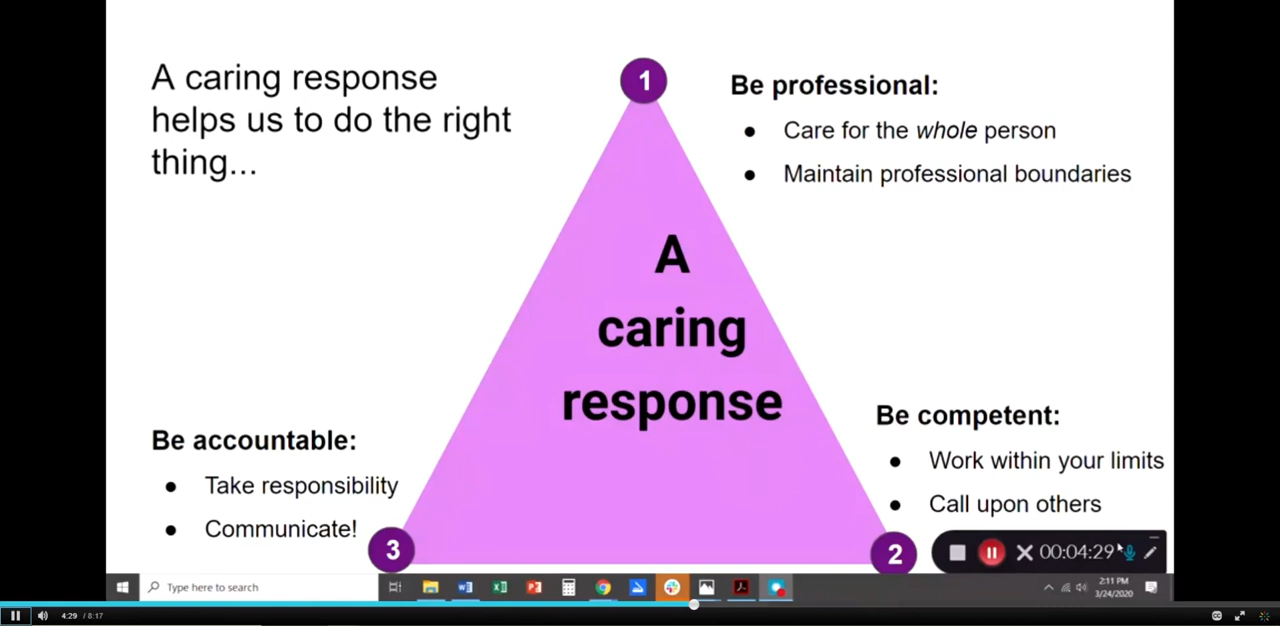 A caring response
helps us to do the right
thing...
1
Be professional:
● Care for the whole person
● Maintain professional boundaries
A
caring
response
Be competent:
● Work within your limits
● Call upon others
2
Be accountable:
● Take responsibility
● Communicate!
3
00:04:29
Type here to search
2:11 PM
3/24/2020
4:29 / 8:17